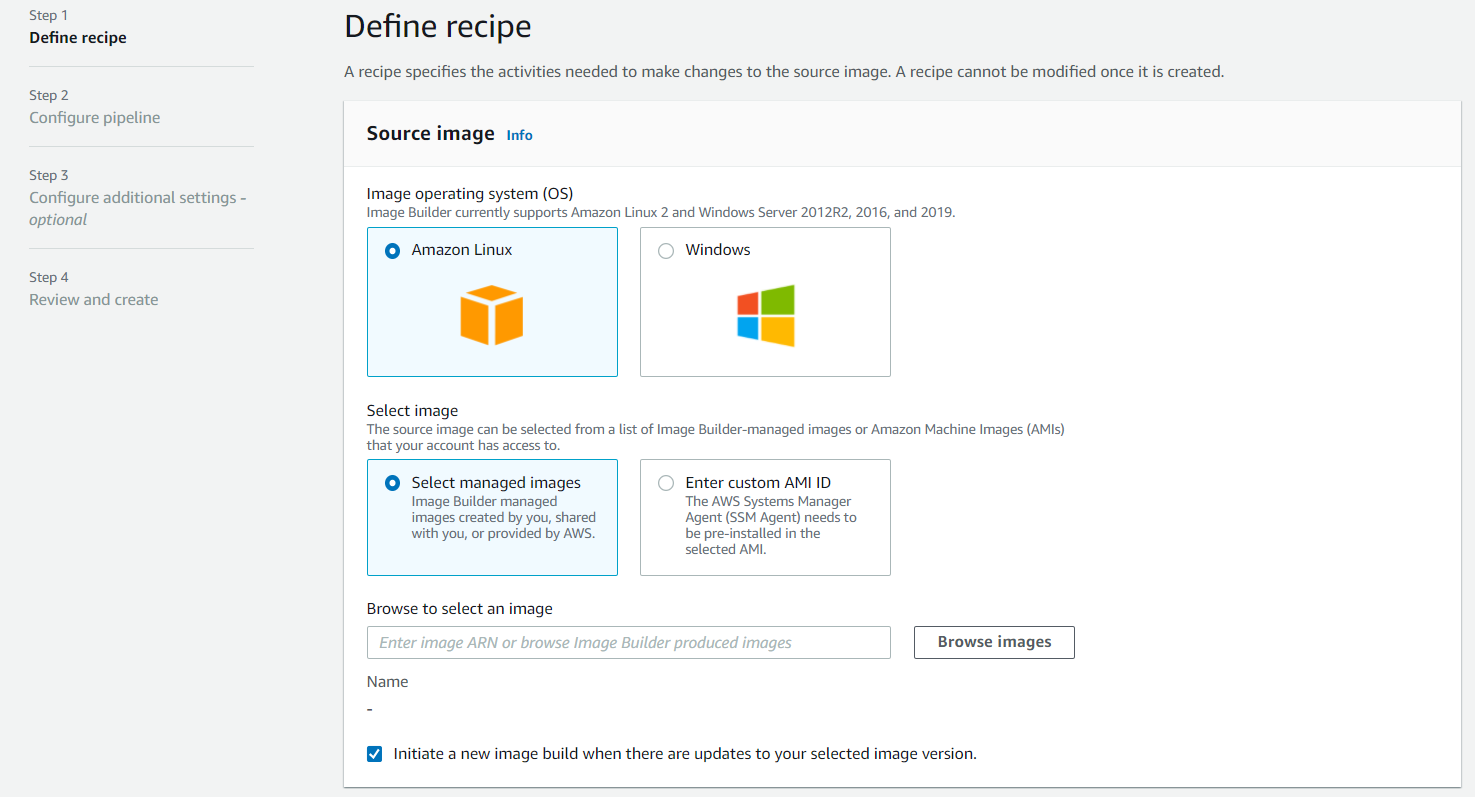 Step 1
Define recipe
Step 2
Configure pipeline
Step 3
Configure additional settings -
optional
Step 4
Review and create
Define recipe
A recipe specifies the activities needed to make changes to the source image. A recipe cannot be modified once it is created.
Source image Info
Image operating system (OS)
Image Builder currently supports Amazon Linux 2 and Windows Server 2012R2, 2016, and 2019.
Amazon Linux
Windows
Select image
The source image can be selected from a list of Image Builder-managed images or Amazon Machine Images (AMIs)
that your account has access to.
Select managed images
Image Builder managed
images created by you, shared
with you, or provided by AWS.
Enter custom AMI ID
The AWS Systems Manager
Agent (SSM Agent) needs to
be pre-installed in the
selected AMI.
Browse to select an image
Enter image ARN or browse Image Builder produced images
Browse images
Name
-
Initiate a new image build when there are updates to your selected image version.